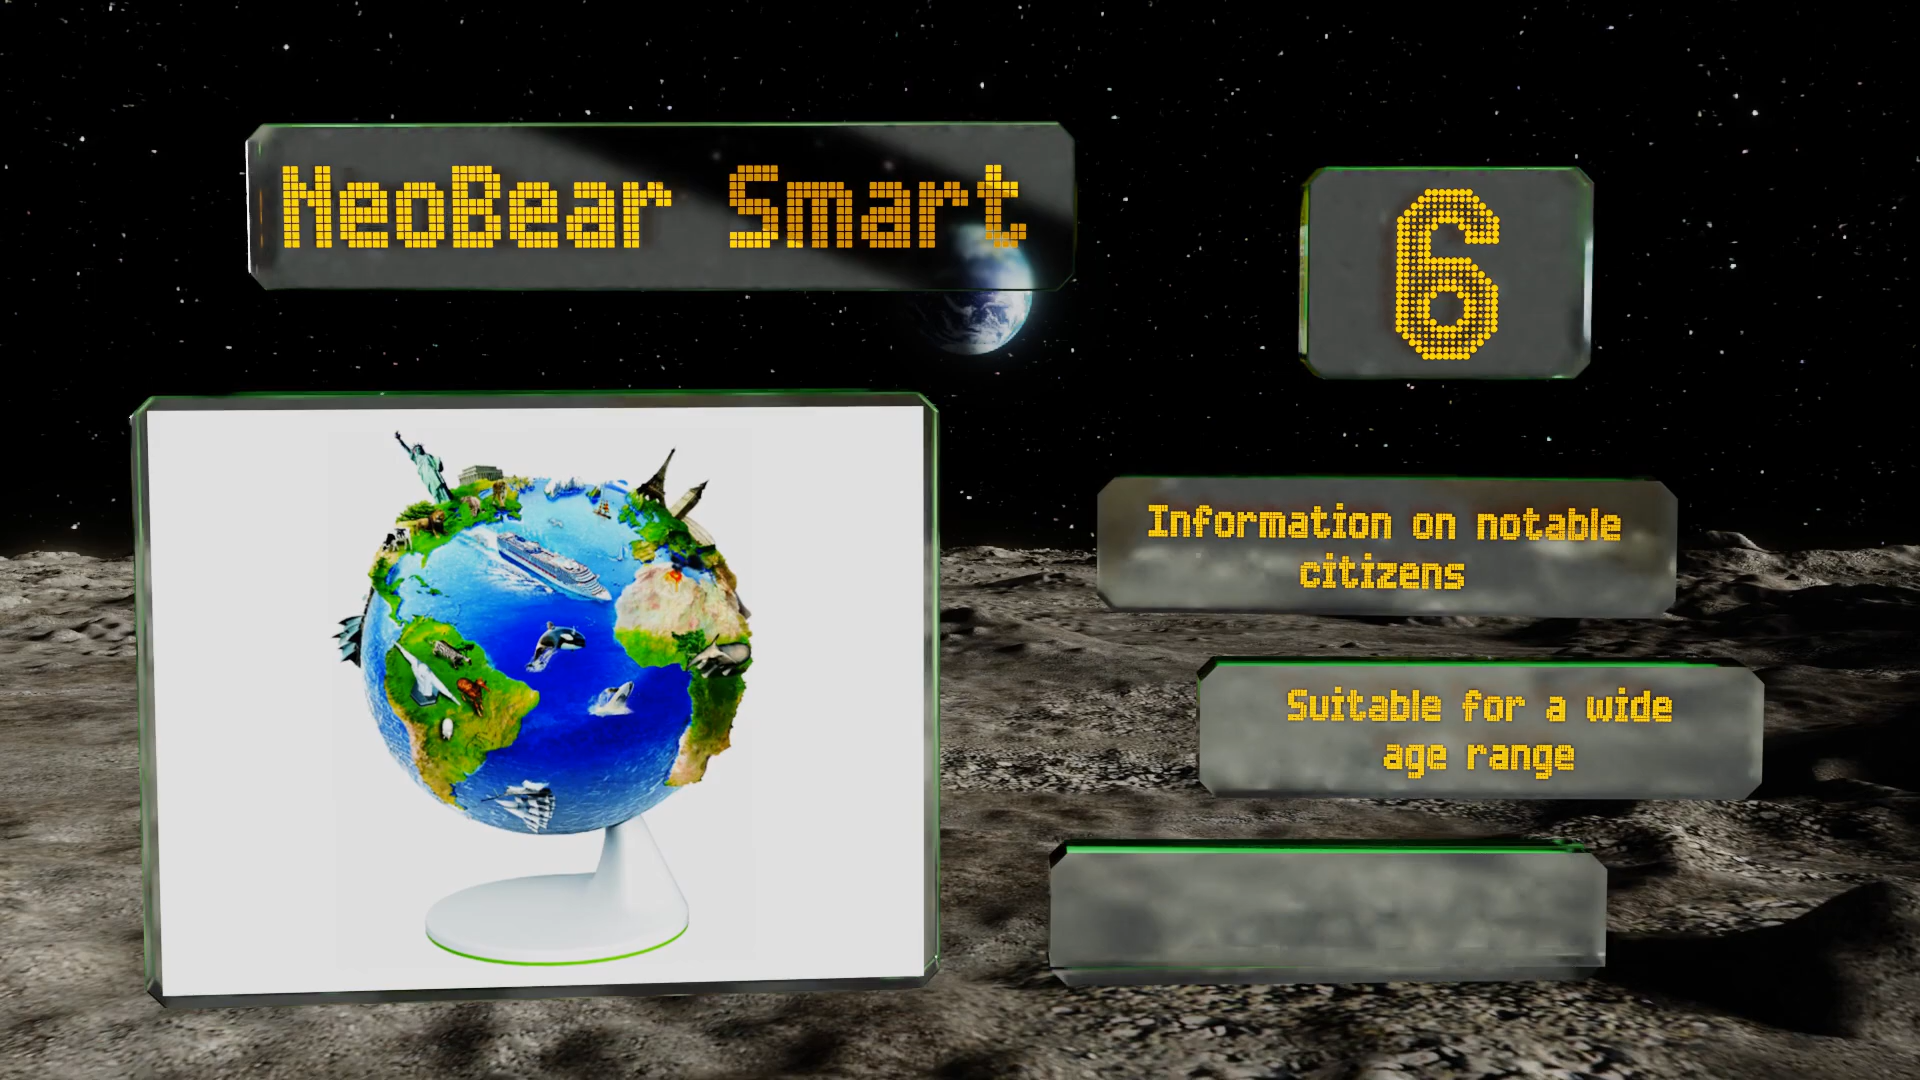 NeoBear Smart
6
Information on notable
citizens
Suitable for a wide
age range